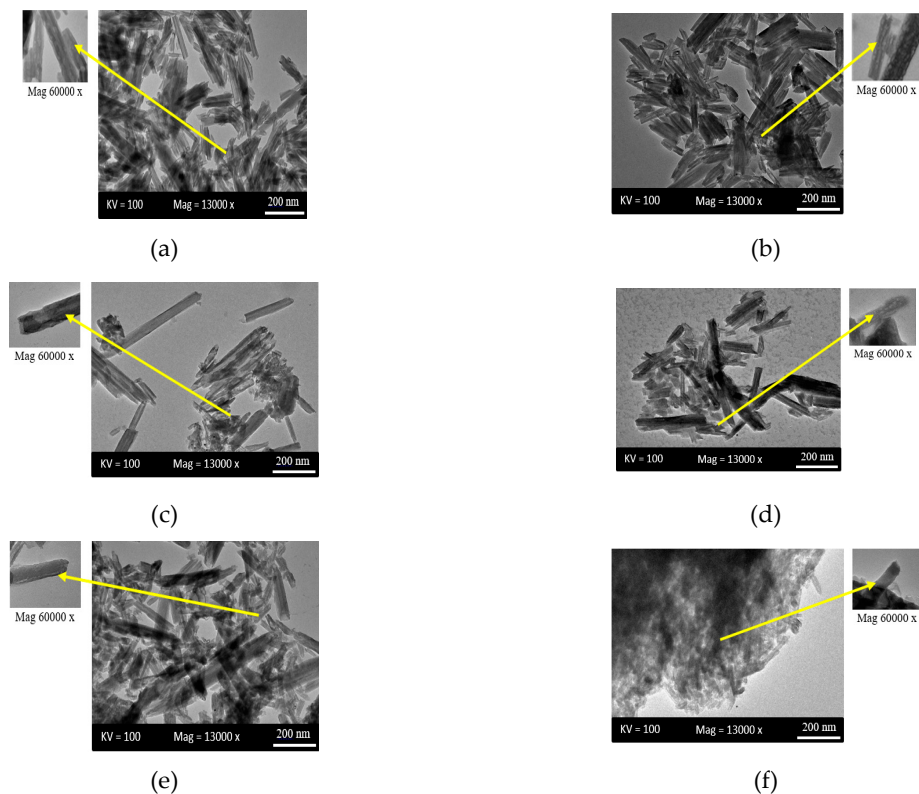 Mag 60000 x
KV = 100 Mag = 13000 x 200 nm
(a)
Mag 60000 x
KV = 100 Mag = 13000 x 200 nm
(b)
Mag 60000 x
KV = 100 Mag = 13000 x 200 nm
(c)
Mag 60000 x
KV = 100 Mag = 13000 x 200 nm
(d)
Mag 60000 x
KV = 100 Mag = 13000 x 200 nm
(e)
Mag 60000 x
KV = 100 Mag = 13000 x 200 nm
(f)